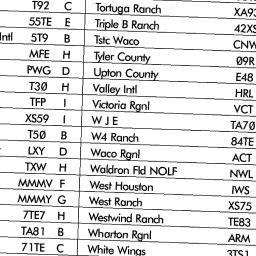 T92 C Tortuga Ranch XA93
55TE E Triple B Ranch 42XS
Intl 5T9 B Tstc Waco CNW
MFE H Tyler County 09R
PWG D Upton County E48
T30 H Valley Intl HRL
TFP I Victoria Rgnl VCT
XS59 I W J E TA70
T50 B W4 Ranch 84TE
LXY D Waco Rgnl ACT
TXW H Waldron Fld NOLF NWL
MMMV F West Houston IWS
MMMY G West Ranch XS75
7TE7 H Westwind Ranch TE83
TA81 B Wharton Rgnl ARM
71TE C White Wings 3TS1